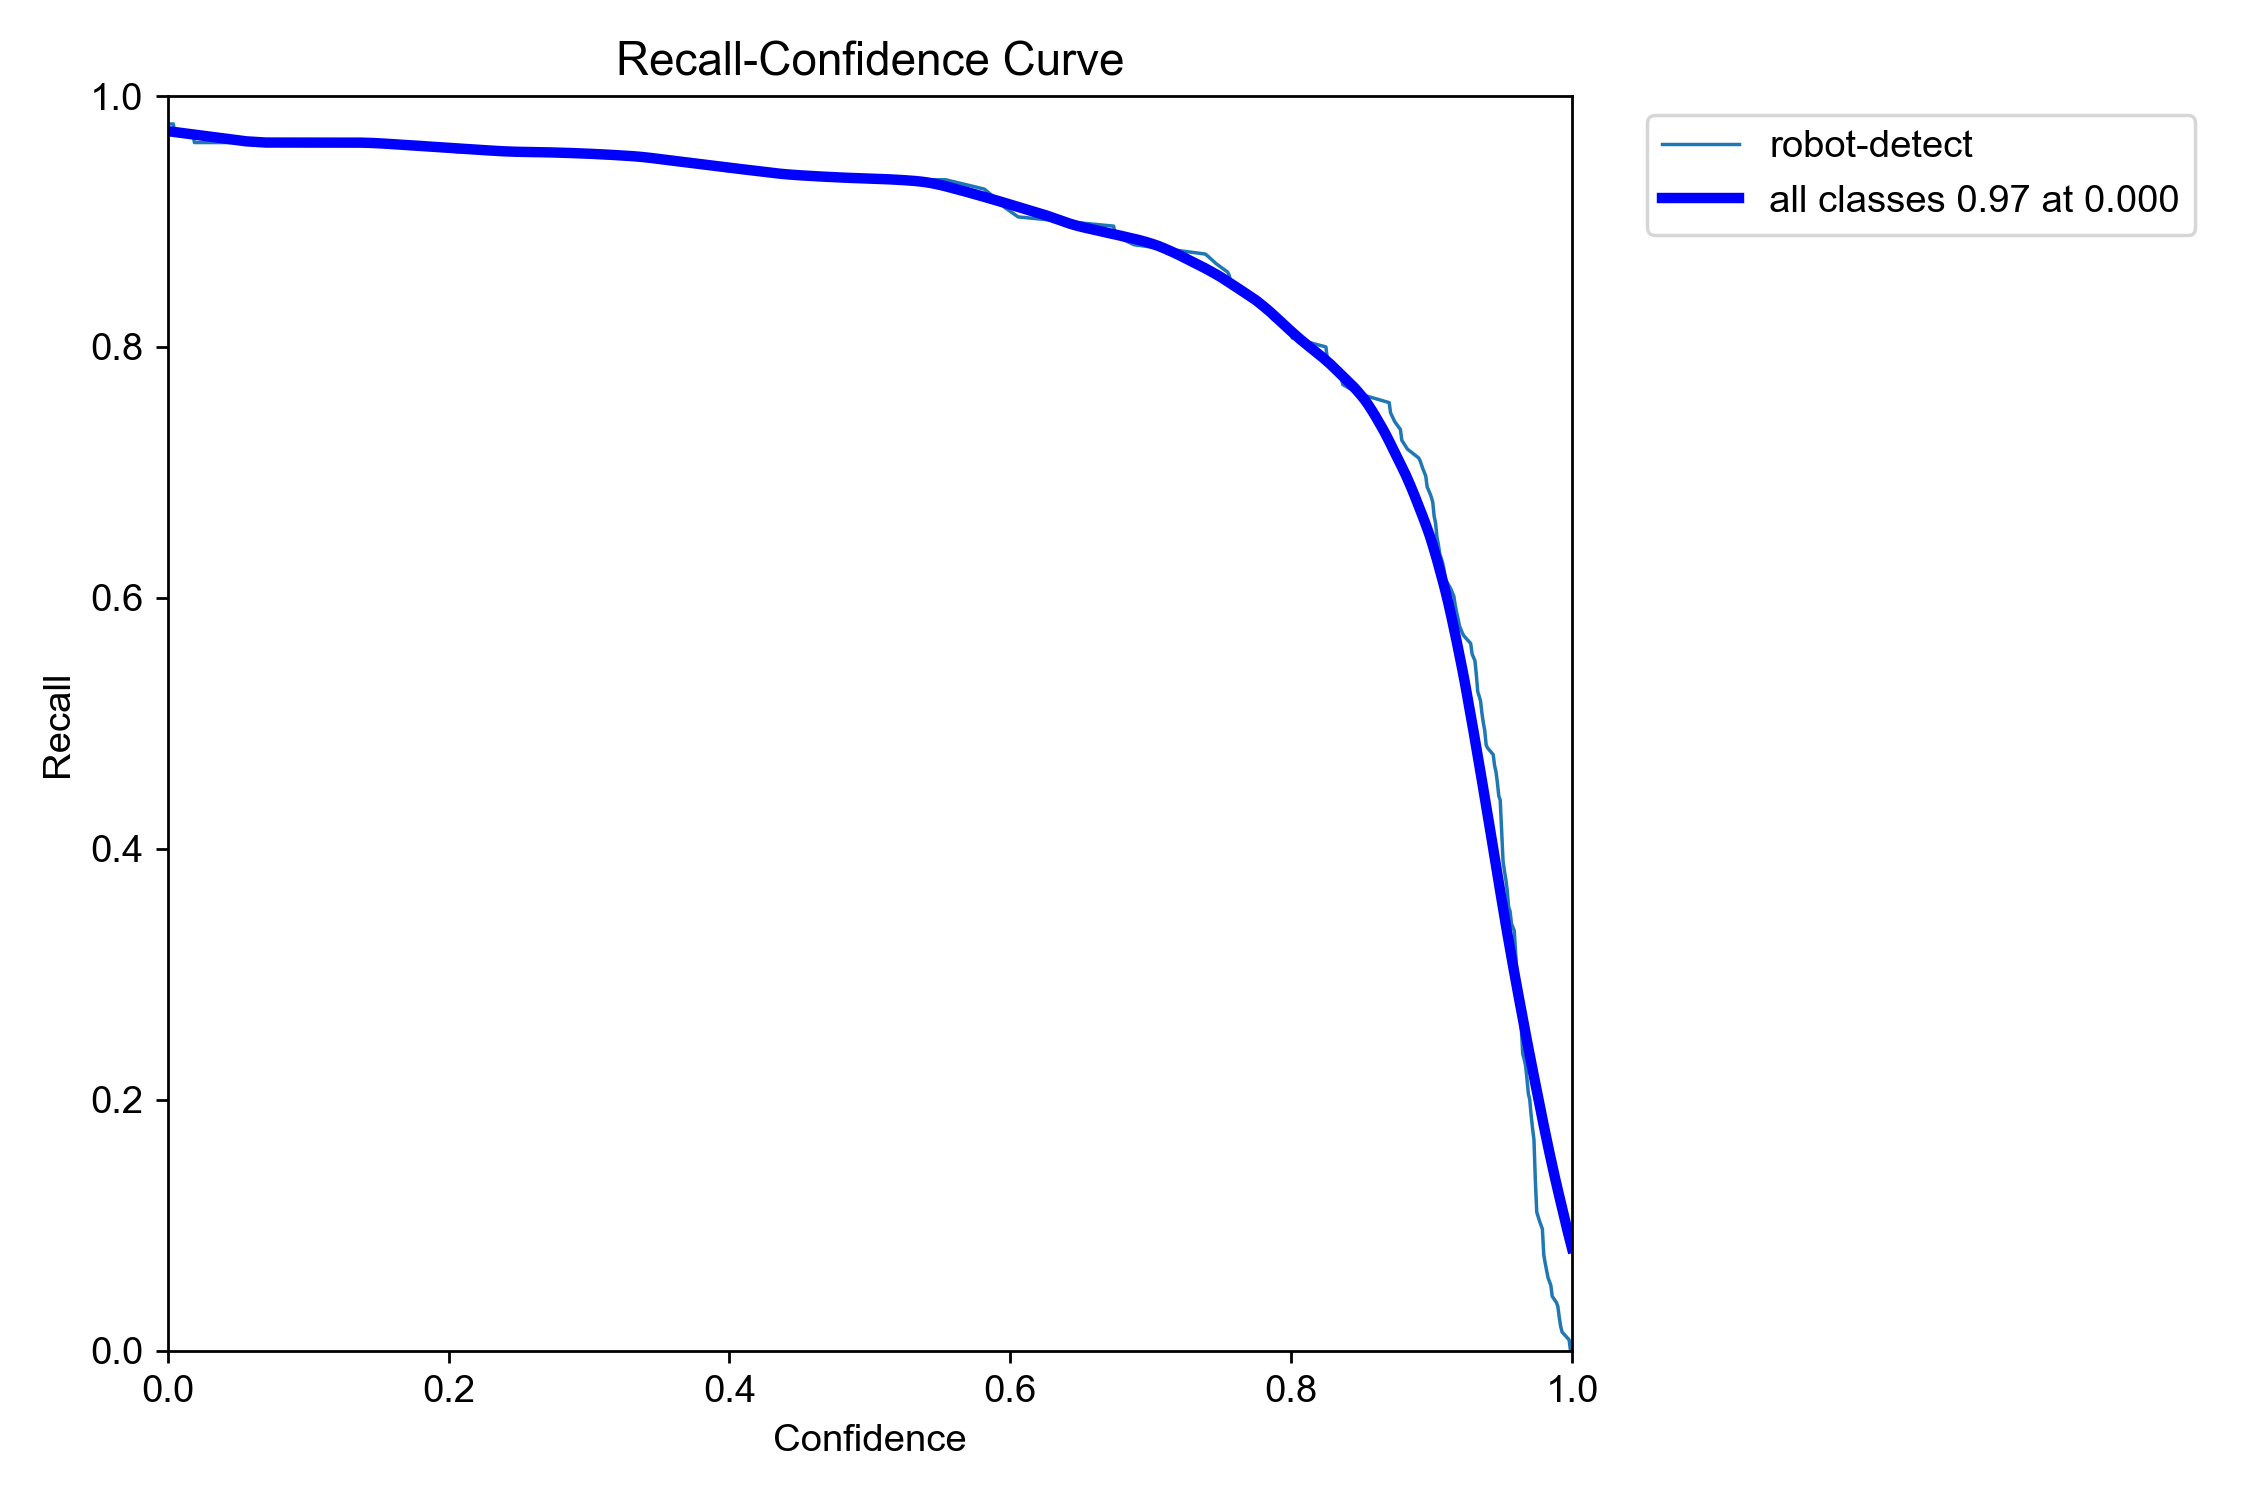 Recall-Confidence Curve
1.0
0.8
0.6
0.4
0.2
0.0
Recall
0.0 0.2 0.4 0.6 0.8 1.0
Confidence
robot-detect
all classes 0.97 at 0.000